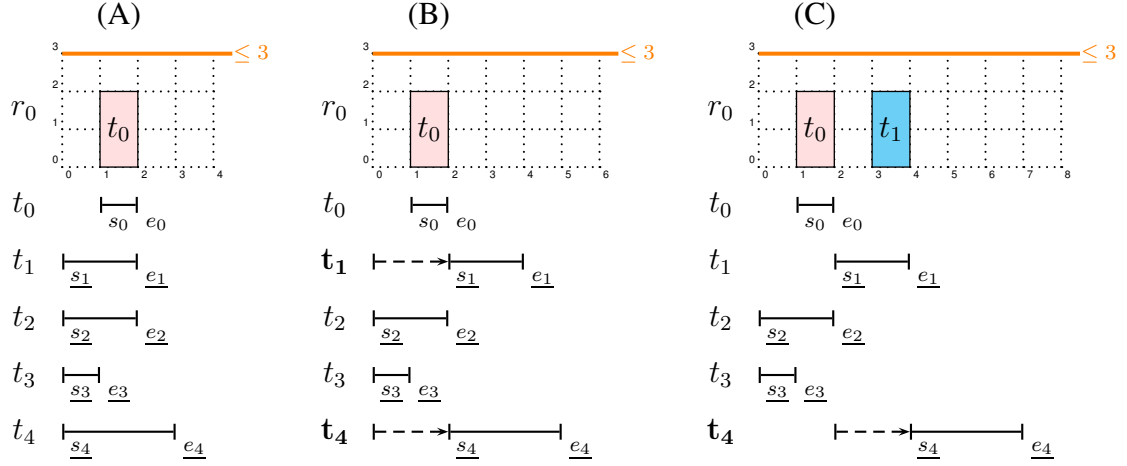 (A) (B) (C)
3 ≤ 3 3 ≤ 3 3 ≤ 3
2 2 2
r₀ t₀ r₀ t₀ r₀ t₀ t₁
1 1 1
0 0 0
0 1 2 3 4 0 1 2 3 4 5 6 0 1 2 3 4 5 6 7 8
t₀ s₀ e₀ t₀ s₀ e₀ t₀ s₀ e₀
t₁ s₁ e₁ t₁ s₁ e₁ t₁ s₁ e₁
t₂ s₂ e₂ t₂ s₂ e₂ t₂ s₂ e₂
t₃ s₃ e₃ t₃ s₃ e₃ t₃ s₃ e₃
t₄ s₄ e₄ t₄ s₄ e₄ t₄ s₄ e₄